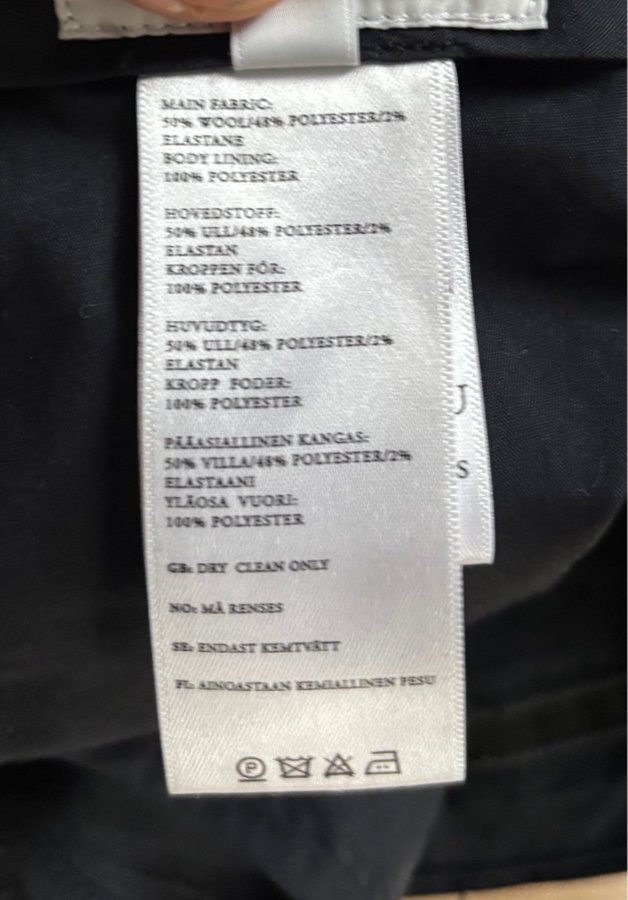 MAIN FABRIC:
50% WOOL/48% POLYESTER/2%
ELASTANE
BODY LINING:
100% POLYESTER
HOVEDSTOFF:
50% ULL/48% POLYESTER/2%
ELASTAN
KROPPEN FÓR:
100% POLYESTER
HUVUDTYG:
50% ULL/48% POLYESTER/2%
ELASTAN
KROPP FODER:
100% POLYESTER
PÄÄASIALLINEN KANGAS:
50% VILLA/48% POLYESTER/2%
ELASTAANI
YLÄOSA VUORI:
100% POLYESTER
GB: DRY CLEAN ONLY
NO: MÅ RENSES
SE: ENDAST KEMTVÄTT
FI: AINOASTAAN KEMIALLINEN PESU
P